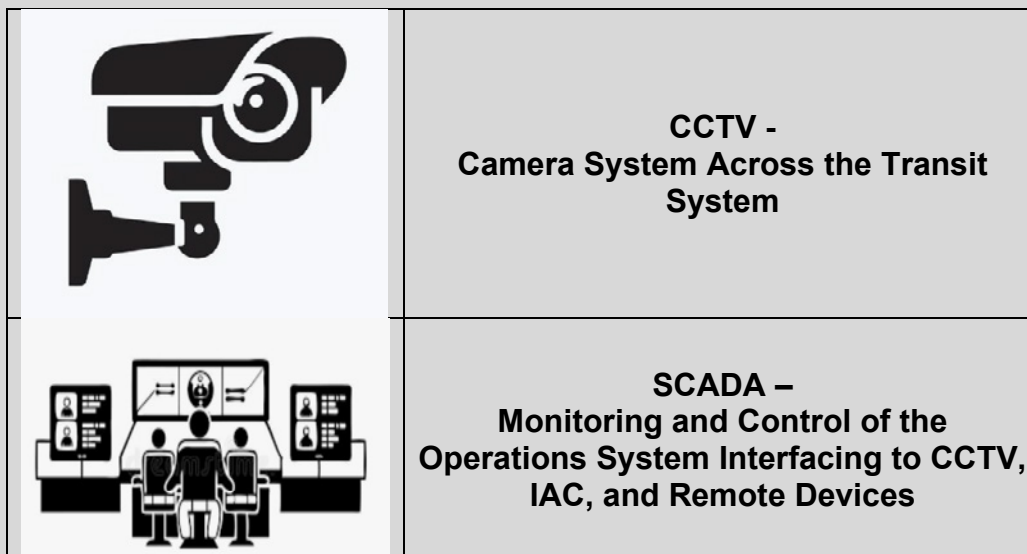 CCTV -
Camera System Across the Transit
System
SCADA –
Monitoring and Control of the
Operations System Interfacing to CCTV,
IAC, and Remote Devices